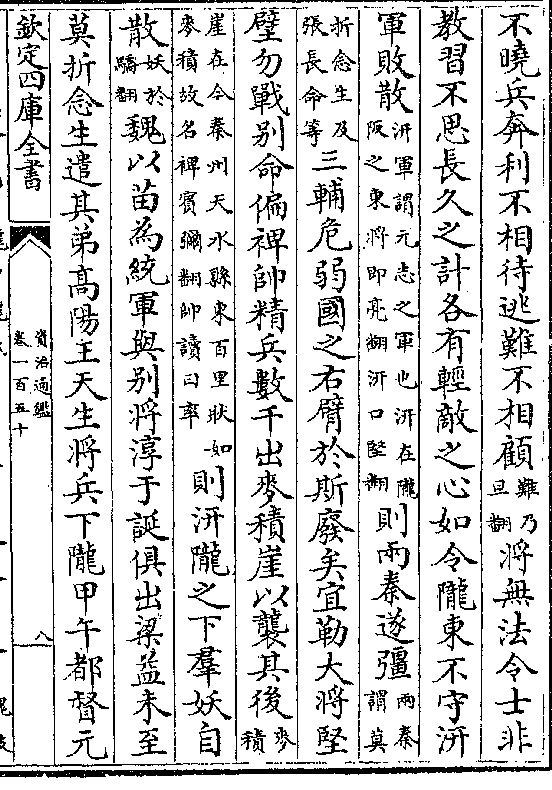 不曉兵奔利不相待逃難不相顧難乃旦翻將無法令士非
教習不思長久之計各有輕敵之心如令隴東不守汧
軍敗散汧軍謂元志之軍也汧在隴阪之東將即亮翻汧口堅翻則兩秦遂彊兩秦謂莫
折念生及張長命等三輔危弱國之右臂於斯廢矣宜勒大將堅
壁勿戰别命偏裨帥精兵數千出麥積崖以襲其後麥積
崖在今秦州天水縣東百里狀如麥積故名裨賓彌翻帥讀曰率則汧隴之下羣妖自
散妖於驕翻魏以苗為統軍與别將淳于誕俱出梁益未至
莫折念生遣其弟高陽王天生將兵下隴甲午都督元
欽定四庫全書
資治通鑑
卷一百五十
八